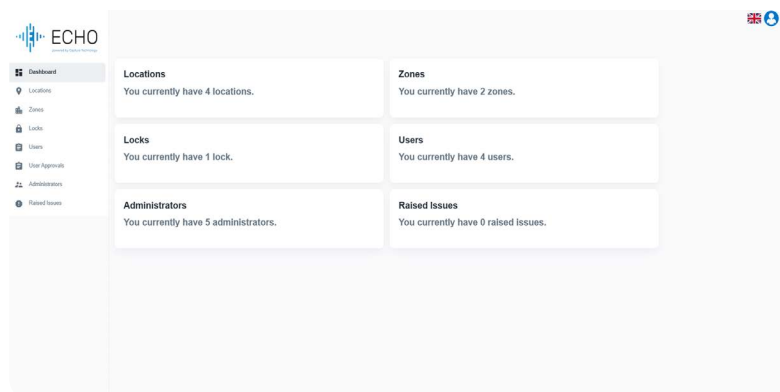 ECHO
Dashboard
Locations
Zones
Locks
Users
User Approvals
Administrators
Raised Issues
Locations
You currently have 4 locations.
Zones
You currently have 2 zones.
Locks
You currently have 1 lock.
Users
You currently have 4 users.
Administrators
You currently have 5 administrators.
Raised Issues
You currently have 0 raised issues.